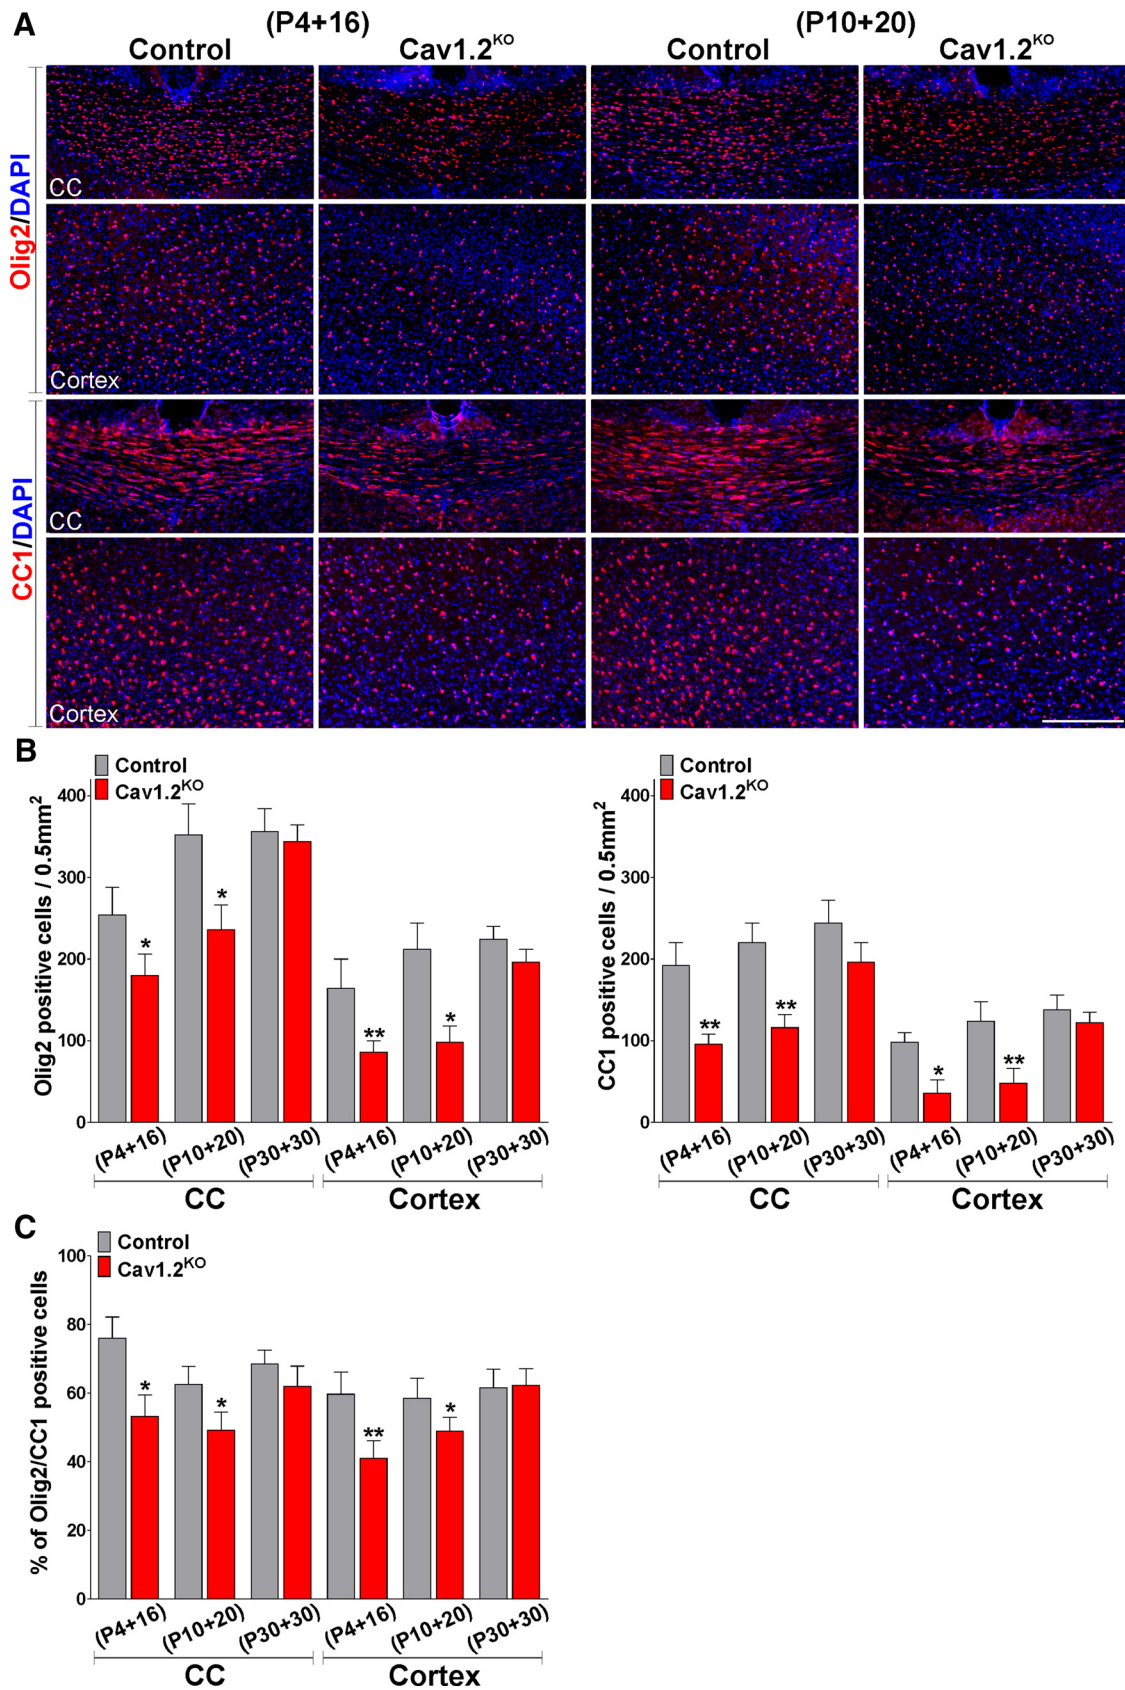 A
(P4+16)
(P10+20)
Control
Cav1.2KO
Control
Cav1.2KO
Olig2/DAPI
CC
Cortex
CC1/DAPI
CC
Cortex
B
Control
Cav1.2KO
Olig2 positive cells / 0.5mm2
400
300
200
100
0
(P4+16)
(P10+20)
(P30+30)
(P4+16)
(P10+20)
(P30+30)
CC
Cortex
*
*
**
*
Control
Cav1.2KO
CC1 positive cells / 0.5mm2
400
300
200
100
0
**
**
*
**
(P4+16)
(P10+20)
(P30+30)
(P4+16)
(P10+20)
(P30+30)
CC
Cortex
C
Control
Cav1.2KO
% of Olig2/CC1 positive cells
100
80
60
40
20
0
*
*
**
*
(P4+16)
(P10+20)
(P30+30)
(P4+16)
(P10+20)
(P30+30)
CC
Cortex